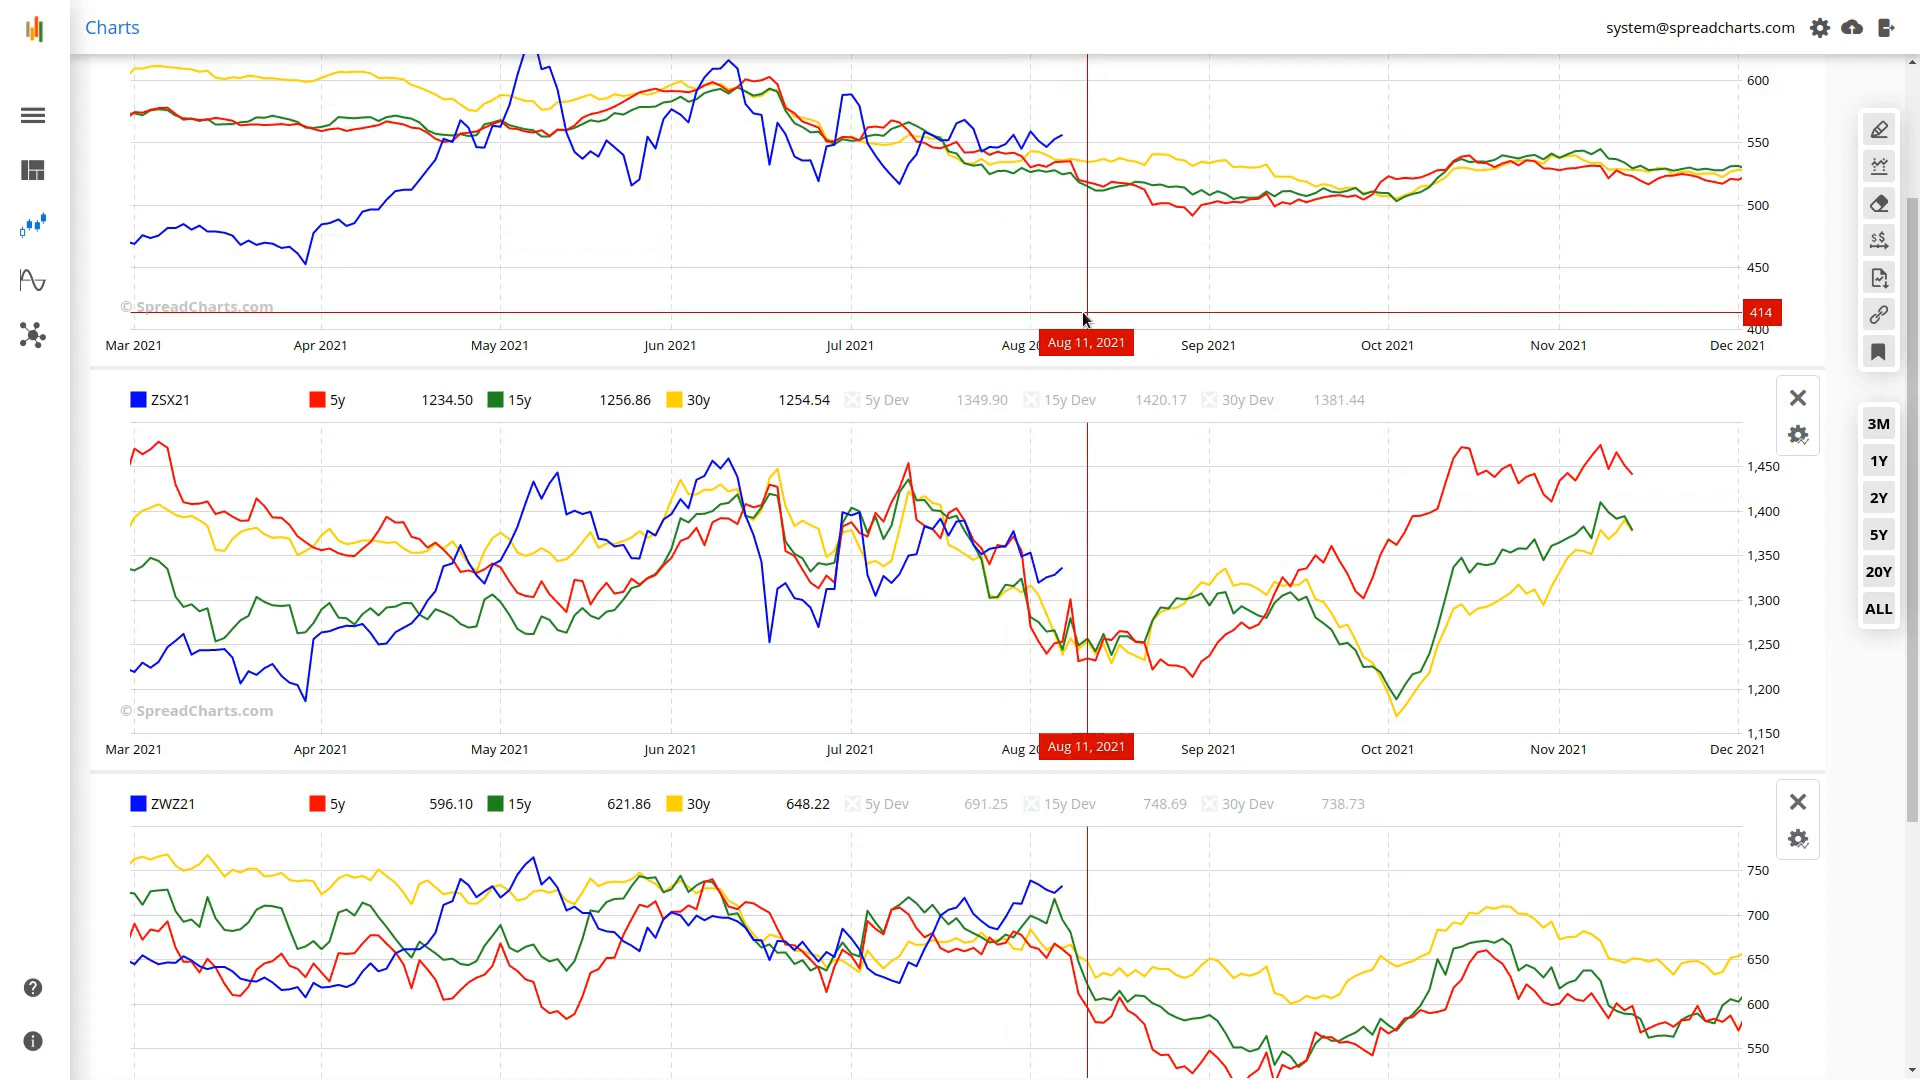 Charts
system@spreadcharts.com
600
550
500
450
© SpreadCharts.com
414
400
Mar 2021 Apr 2021 May 2021 Jun 2021 Jul 2021 Aug 20 Aug 11, 2021 Sep 2021 Oct 2021 Nov 2021 Dec 2021
ZSX21 5y 1234.50 15y 1256.86 30y 1254.54 5y Dev 1349.90 15y Dev 1420.17 30y Dev 1381.44
1,450
1,400
1,350
1,300
1,250
1,200
© SpreadCharts.com
1,150
Mar 2021 Apr 2021 May 2021 Jun 2021 Jul 2021 Aug 20 Aug 11, 2021 Sep 2021 Oct 2021 Nov 2021 Dec 2021
ZWZ21 5y 596.10 15y 621.86 30y 648.22 5y Dev 691.25 15y Dev 748.69 30y Dev 738.73
750
700
650
600
550
3M
1Y
2Y
5Y
20Y
ALL